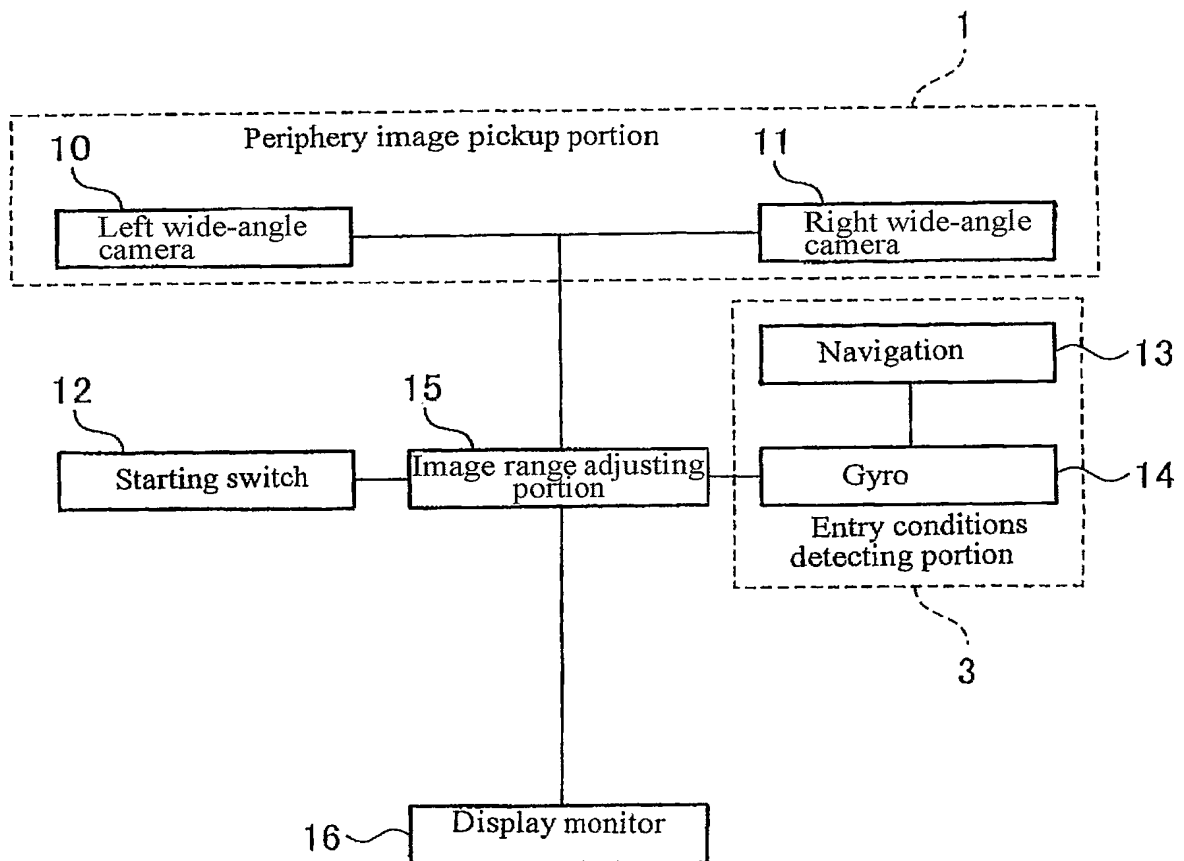 1
Periphery image pickup portion
10
11
Left wide-angle
camera
Right wide-angle
camera
Navigation
13
12
15
Starting switch
Image range adjusting
portion
Gyro
14
Entry conditions
detecting portion
3
Display monitor
16